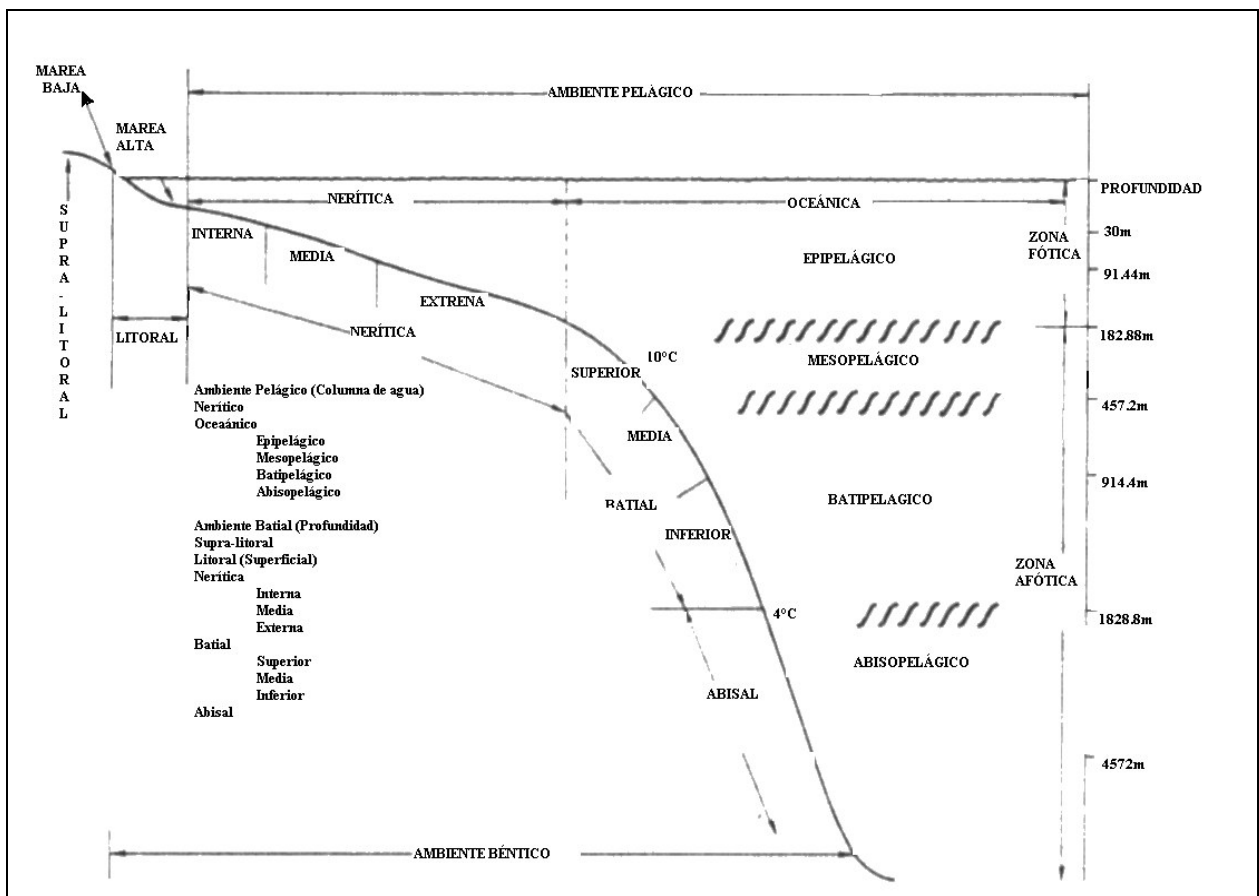 MAREA
BAJA
AMBIENTE PELÀGICO
MAREA
ALTA
PROFUNDIDAD
NERÍTICA
OCEÁNICA
SUPRA-LITORAL
30m
INTERNA
ZONA
FÓTICA
MEDIA
EPIPELÁGICO
91.44m
EXTRENA
LITORAL
NERÍTICA
182.88m
10°C
MESOPELÁGICO
SUPERIOR
Ambiente Pelágico (Columna de agua)
Nerítico
Oceaánico
Epipelágico
Mesopelágico
Batipelágico
Abisopelágico
457.2m
MEDIA
914.4m
BATIAL
BATIPELAGICO
INFERIOR
Ambiente Batial (Profundidad)
Supra-litoral
Litoral (Superficial)
Nerítica
Interna
Media
Externa
Batial
Superior
Media
Inferior
Abisal
ZONA
AFÓTICA
4°C
1828.8m
ABISOPELÁGICO
ABISAL
4572m
AMBIENTE BÉNTICO